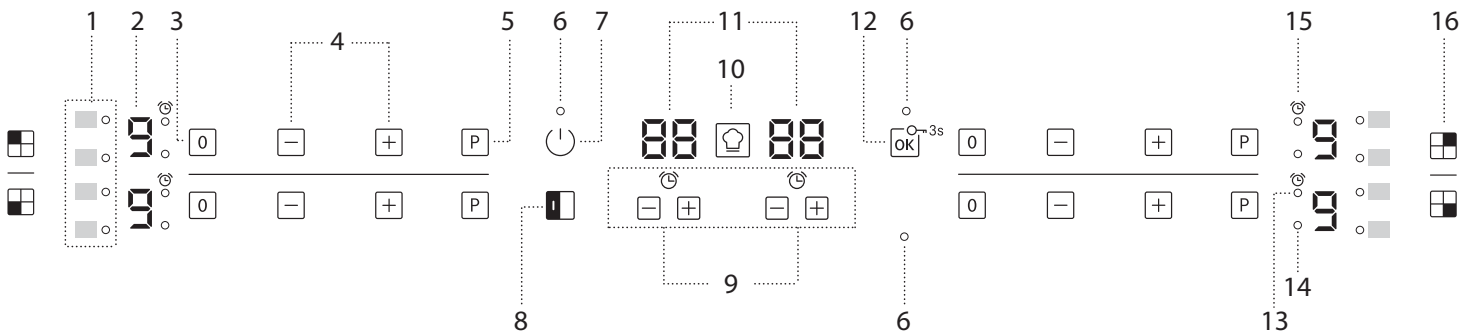 1 2 3 4 5 6 7 11 12 6 15 16
10
9 0 − + P 88 88 3s 0 − + P 9
OK
9 0 − + P − + − + 0 − + P 9
9
8 6 13 14